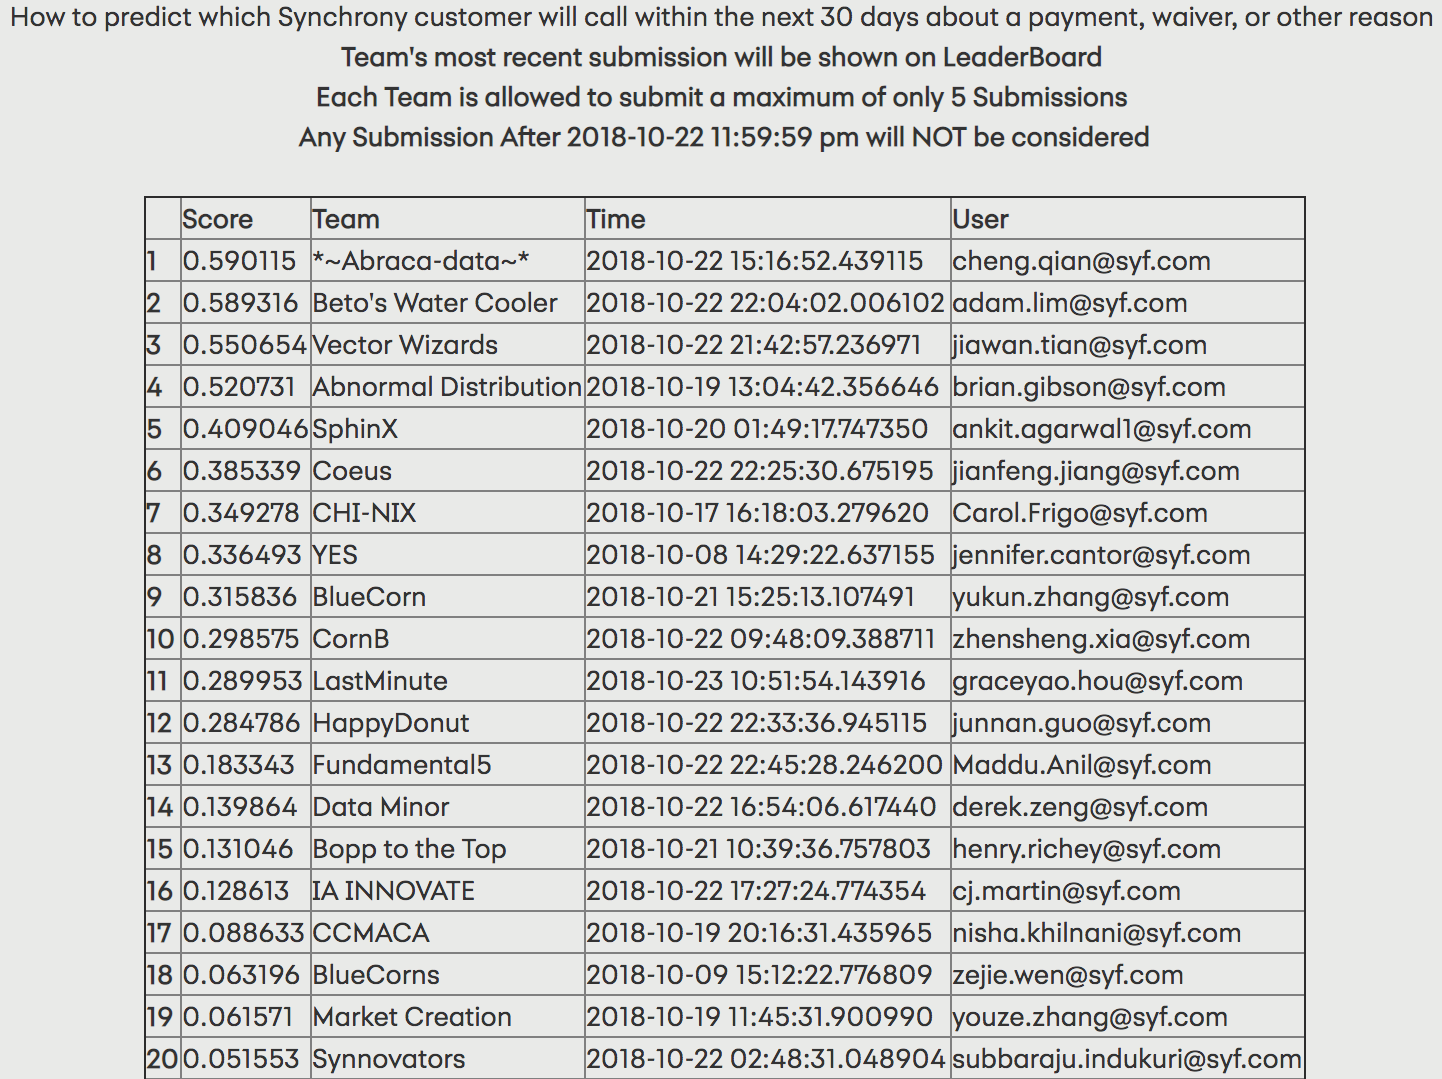 How to predict which Synchrony customer will call within the next 30 days about a payment, waiver, or other reason
Team's most recent submission will be shown on LeaderBoard
Each Team is allowed to submit a maximum of only 5 Submissions
Any Submission After 2018-10-22 11:59:59 pm will NOT be considered
Score Team Time User
1 0.590115 *~Abraca-data~* 2018-10-22 15:16:52.439115 cheng.qian@syf.com
2 0.589316 Beto's Water Cooler 2018-10-22 22:04:02.006102 adam.lim@syf.com
3 0.550654 Vector Wizards 2018-10-22 21:42:57.236971 jiawan.tian@syf.com
4 0.520731 Abnormal Distribution 2018-10-19 13:04:42.356646 brian.gibson@syf.com
5 0.409046 SphinX 2018-10-20 01:49:17.747350 ankit.agarwal1@syf.com
6 0.385339 Coeus 2018-10-22 22:25:30.675195 jianfeng.jiang@syf.com
7 0.349278 CHI-NIX 2018-10-17 16:18:03.279620 Carol.Frigo@syf.com
8 0.336493 YES 2018-10-08 14:29:22.637155 jennifer.cantor@syf.com
9 0.315836 BlueCorn 2018-10-21 15:25:13.107491 yukun.zhang@syf.com
10 0.298575 CornB 2018-10-22 09:48:09.388711 zhensheng.xia@syf.com
11 0.289953 LastMinute 2018-10-23 10:51:54.143916 graceyao.hou@syf.com
12 0.284786 HappyDonut 2018-10-22 22:33:36.945115 junnan.guo@syf.com
13 0.183343 Fundamental5 2018-10-22 22:45:28.246200 Maddu.Anil@syf.com
14 0.139864 Data Minor 2018-10-22 16:54:06.617440 derek.zeng@syf.com
15 0.131046 Bopp to the Top 2018-10-21 10:39:36.757803 henry.richey@syf.com
16 0.128613 IA INNOVATE 2018-10-22 17:27:24.774354 cj.martin@syf.com
17 0.088633 CCMACA 2018-10-19 20:16:31.435965 nisha.khilnani@syf.com
18 0.063196 BlueCorns 2018-10-09 15:12:22.776809 zejie.wen@syf.com
19 0.061571 Market Creation 2018-10-19 11:45:31.900990 youze.zhang@syf.com
20 0.051553 Synnovators 2018-10-22 02:48:31.048904 subbaraju.indukuri@syf.com